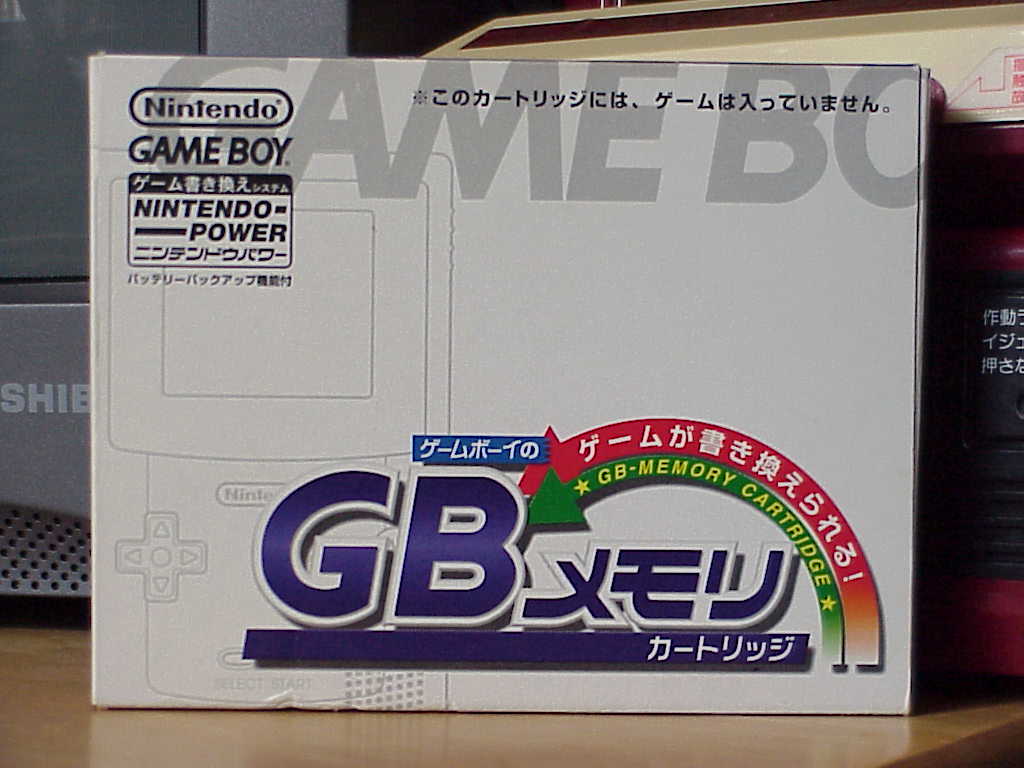 GAME BO
Nintendo
※このカートリッジには、ゲームは入っていません。
GAME BOY
ゲーム書き換えシステム
NINTENDO
POWER
ニンテンドウパワー
バッテリーバックアップ機能付
SHIB
作動
イジェ
押さな
ゲームボーイの
ゲームが書き換えられる!
★ GB-MEMORY CARTRIDGE ★
GBメモリ
カートリッジ
Ninte
SELECT START